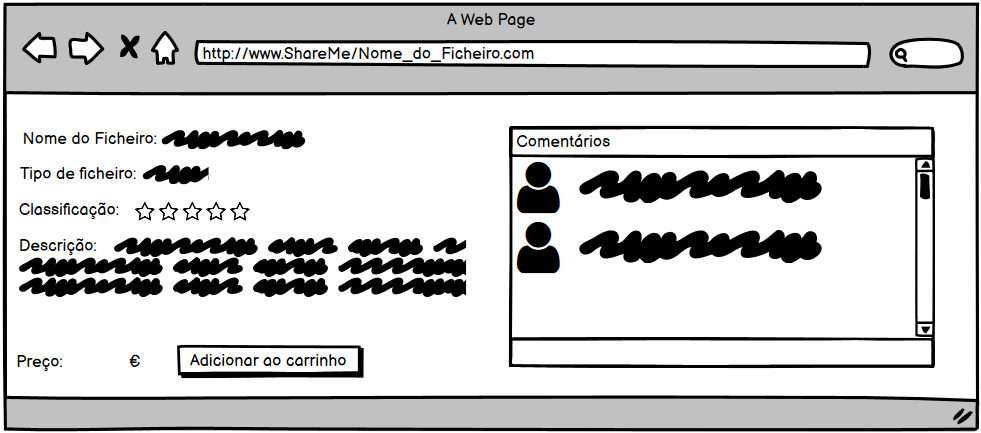 A Web Page
http://www.ShareMe/Nome_do_Ficheiro.com
Nome do Ficheiro:
Tipo de ficheiro:
Classificação:
Descrição:
Preço: €
Adicionar ao carrinho
Comentários